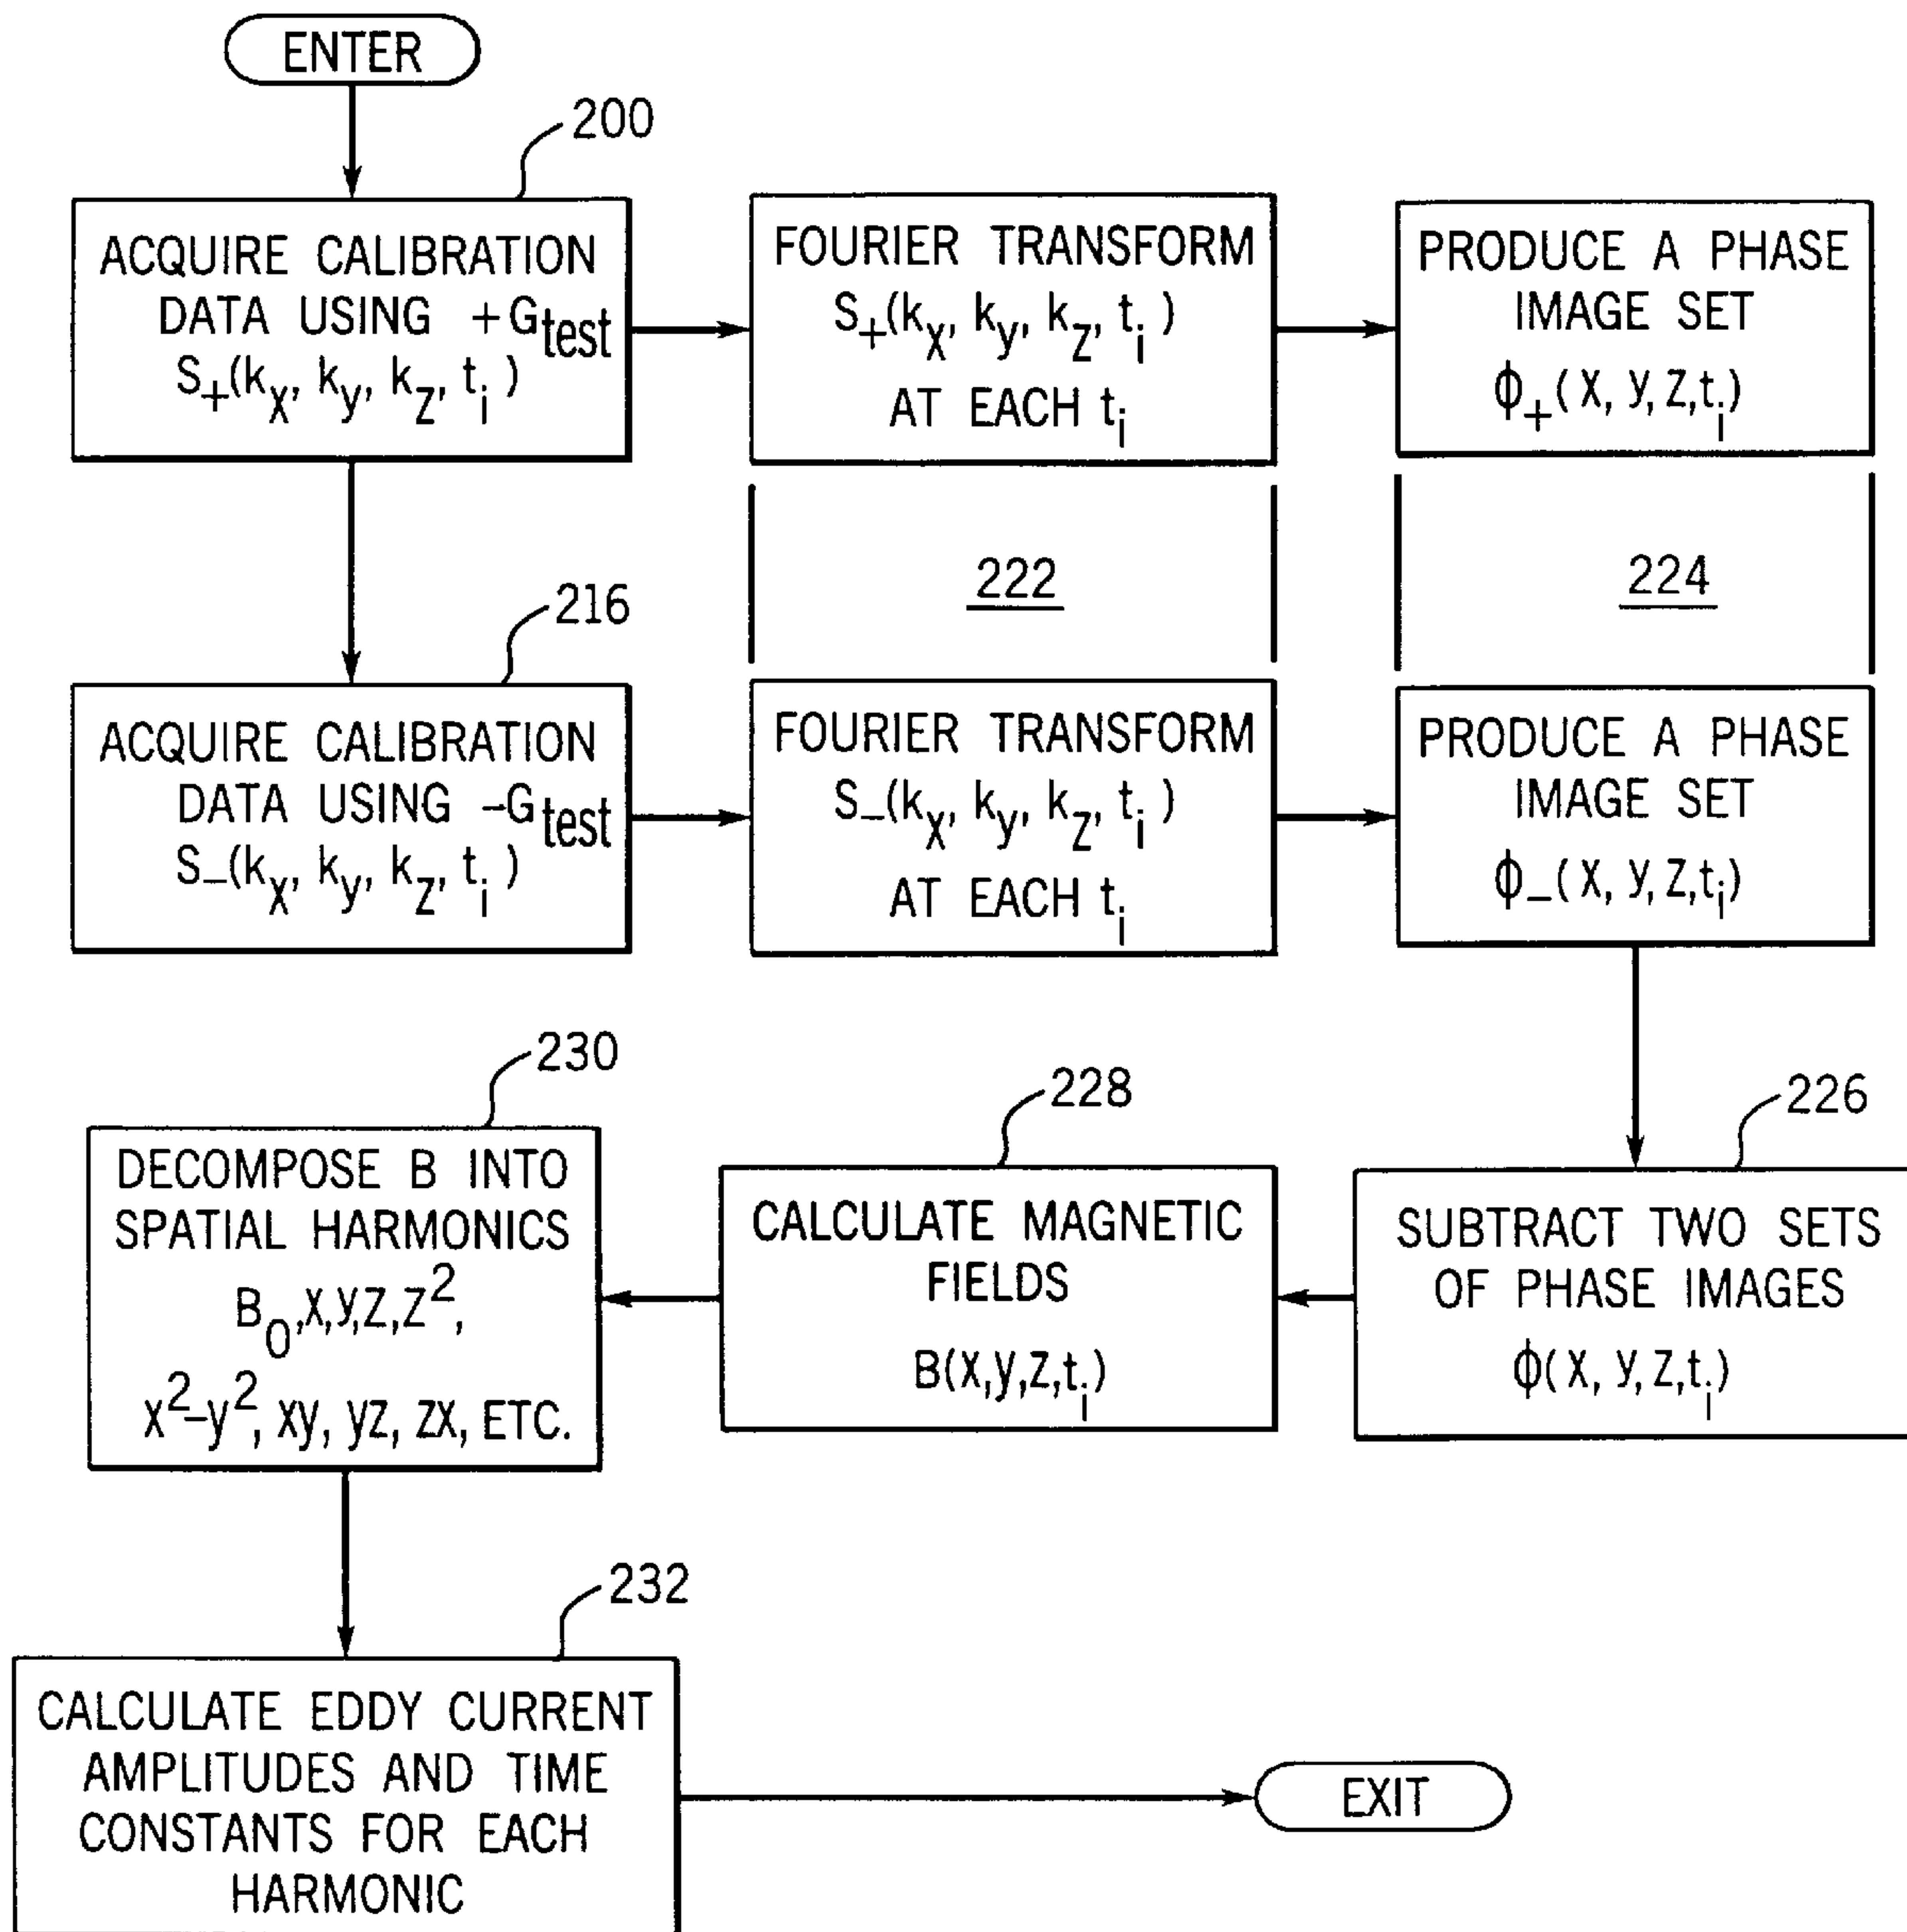 ENTER
200
ACQUIRE CALIBRATION
DATA USING +Gtest
S+(kx, ky, kz, ti)
FOURIER TRANSFORM
S+(kx, ky, kz, ti)
AT EACH ti
PRODUCE A PHASE
IMAGE SET
ϕ+(x, y, z, ti)
222
224
216
ACQUIRE CALIBRATION
DATA USING –Gtest
S–(kx, ky, kz, ti)
FOURIER TRANSFORM
S–(kx, ky, kz, ti)
AT EACH ti
PRODUCE A PHASE
IMAGE SET
ϕ–(x, y, z, ti)
230
DECOMPOSE B INTO
SPATIAL HARMONICS
B0,x,y,z,z²,
x²–y², xy, yz, zx, ETC.
228
CALCULATE MAGNETIC
FIELDS
B(x,y,z,ti)
226
SUBTRACT TWO SETS
OF PHASE IMAGES
ϕ(x, y, z, ti)
232
CALCULATE EDDY CURRENT
AMPLITUDES AND TIME
CONSTANTS FOR EACH
HARMONIC
EXIT